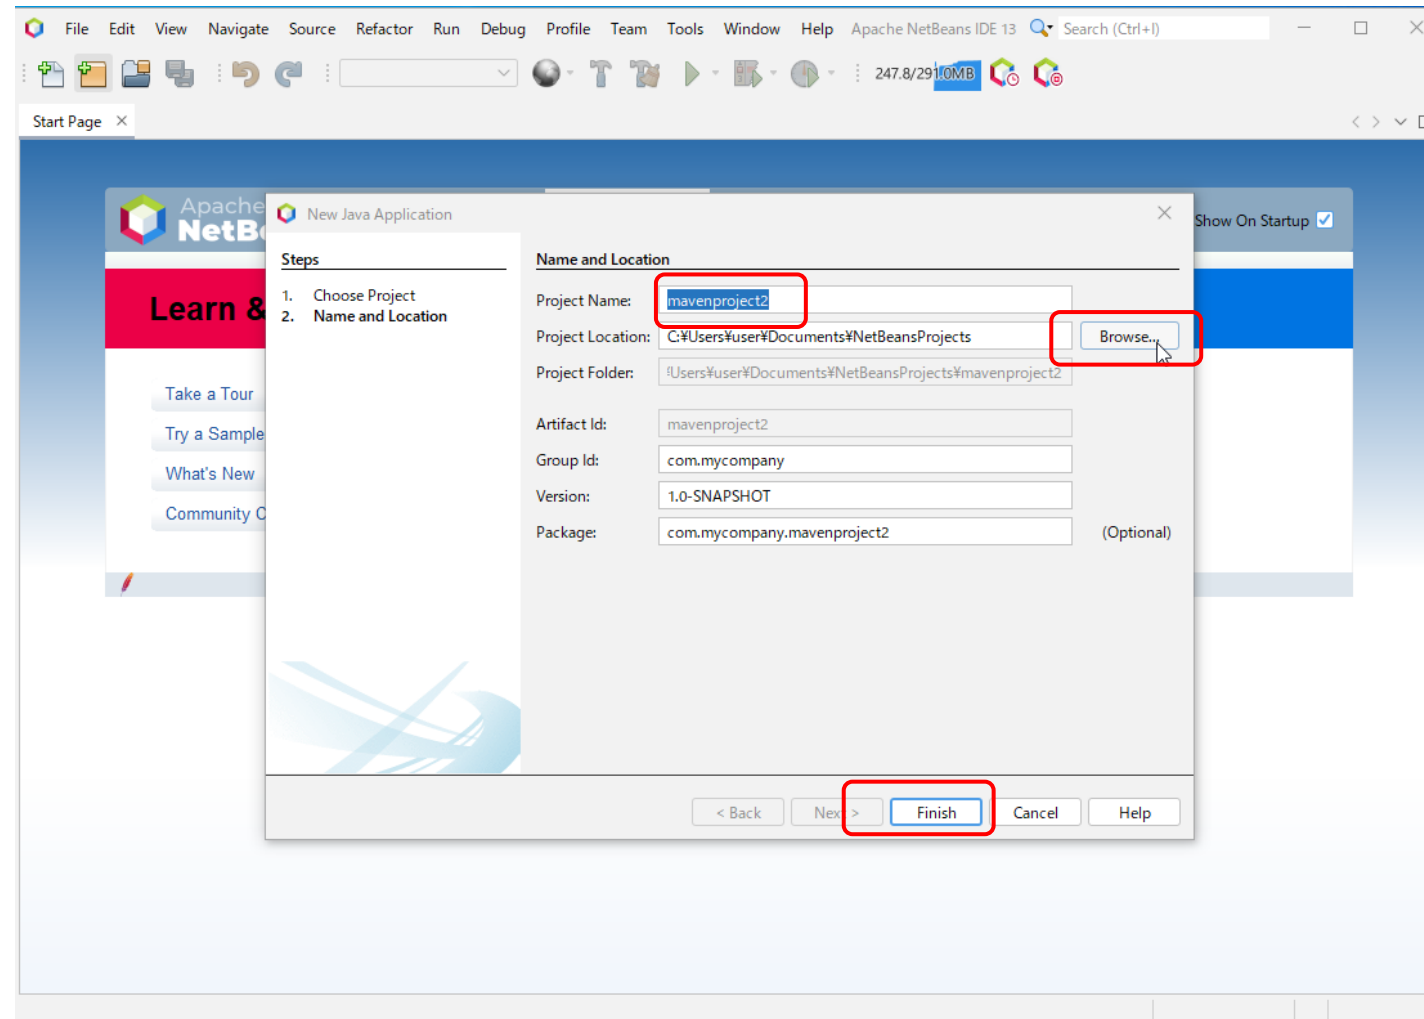 File Edit View Navigate Source Refactor Run Debug Profile Team Tools Window Help Apache NetBeans IDE 13 Search (Ctrl+I)
247.8/291.0MB
Start Page
Apache
NetB
Show On Startup
Learn &
Take a Tour
Try a Sample
What's New
Community
New Java Application
Steps
1. Choose Project
2. Name and Location
Name and Location
Project Name: mavenproject2
Project Location: C:¥Users¥user¥Documents¥NetBeansProjects Browse...
Project Folder: ¥Users¥user¥Documents¥NetBeansProjects¥mavenproject2
Artifact Id: mavenproject2
Group Id: com.mycompany
Version: 1.0-SNAPSHOT
Package: com.mycompany.mavenproject2 (Optional)
< Back Next > Finish Cancel Help